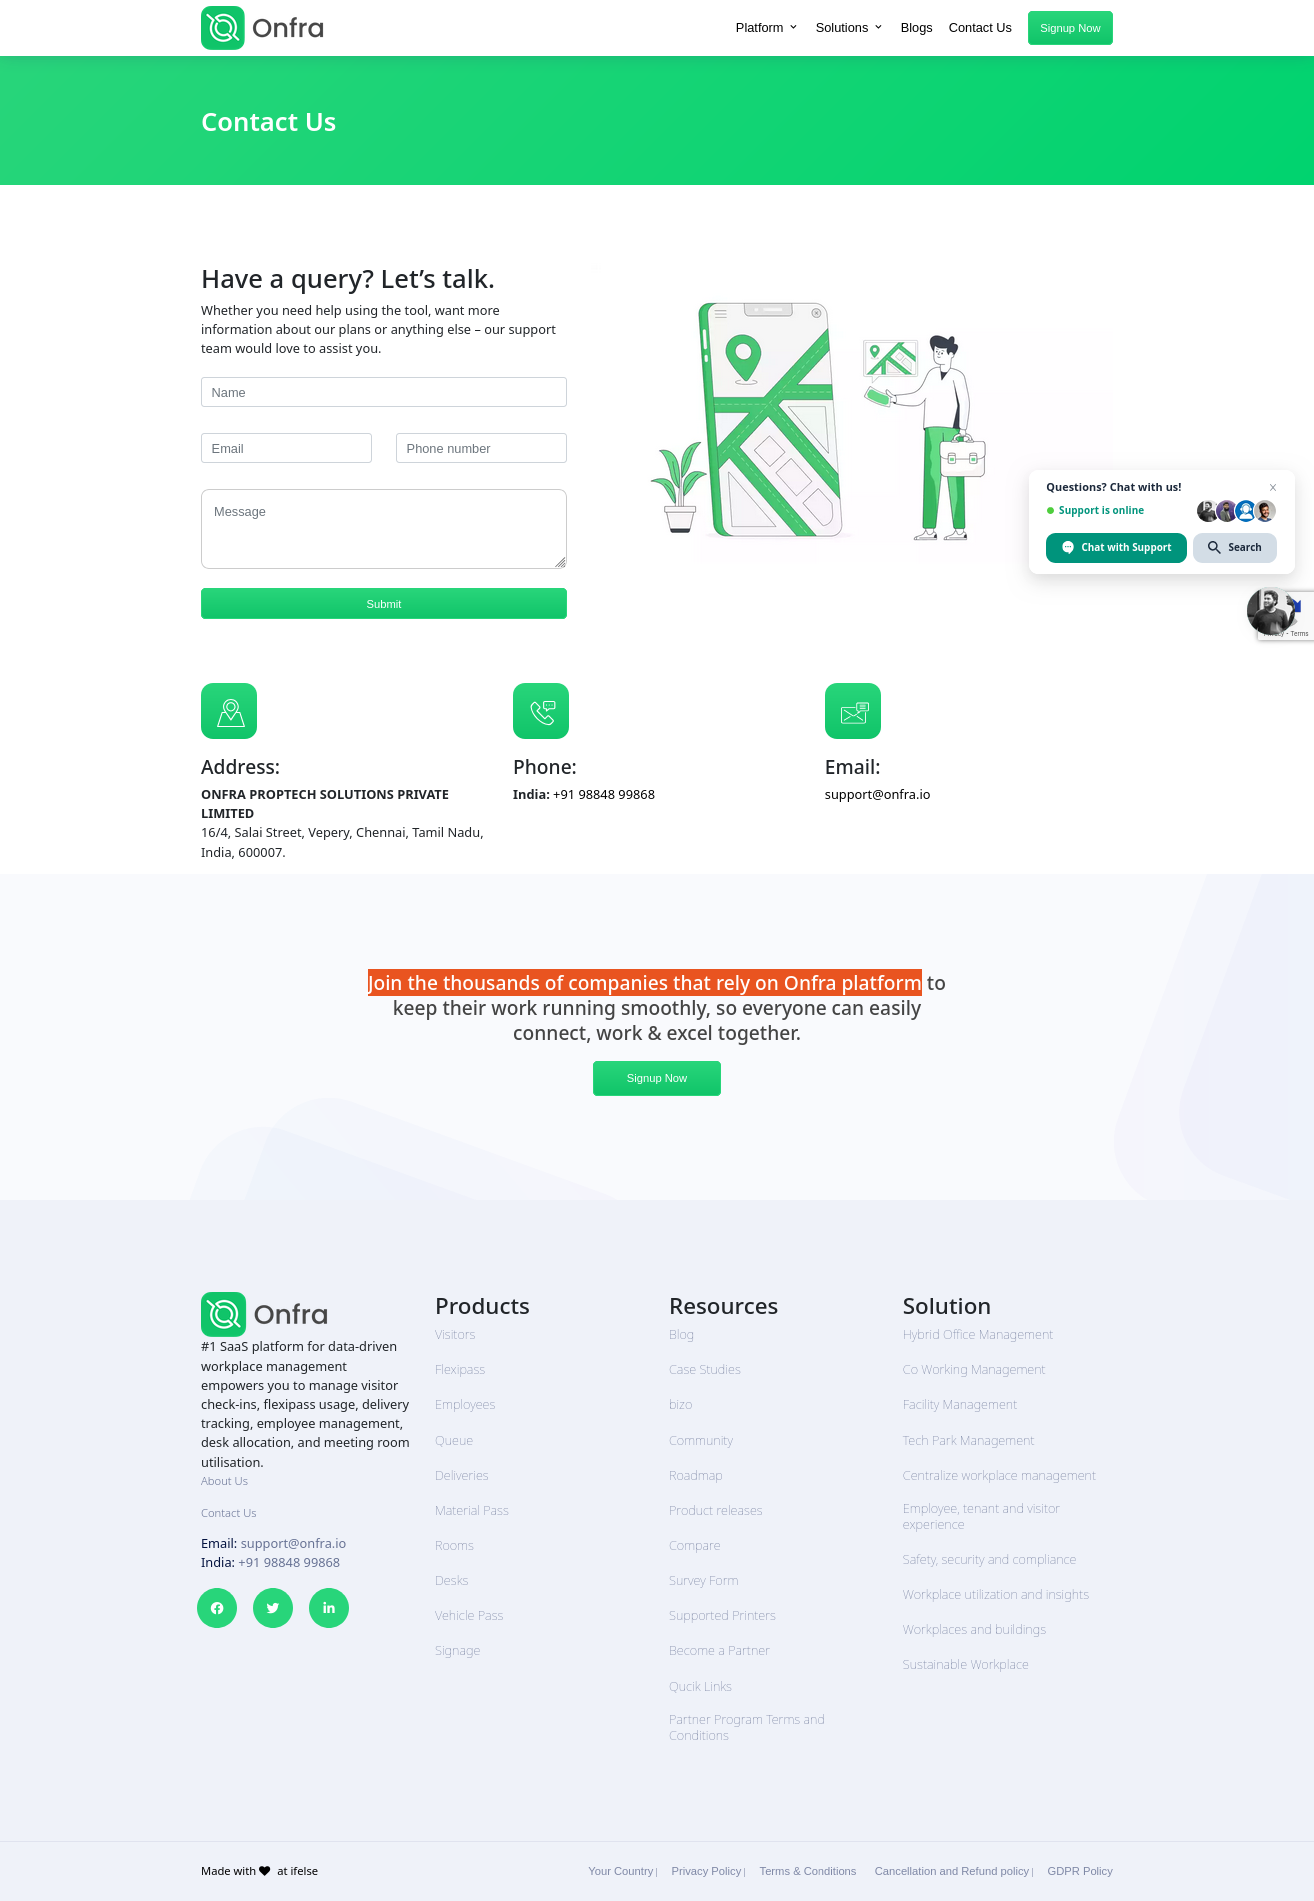 Onfra
Platform
Solutions
Blogs
Contact Us
Signup Now
Contact Us
Have a query? Let’s talk.
Whether you need help using the tool, want more
information about our plans or anything else – our support
team would love to assist you.
Name
Email
Phone number
Message
Submit
Questions? Chat with us!
Support is online
Chat with Support
Search
- Terms
Address:
ONFRA PROPTECH SOLUTIONS PRIVATE
LIMITED
16/4, Salai Street, Vepery, Chennai, Tamil Nadu,
India, 600007.
Phone:
India: +91 98848 99868
Email:
support@onfra.io
Join the thousands of companies that rely on Onfra platform to
keep their work running smoothly, so everyone can easily
connect, work & excel together.
Signup Now
Onfra
#1 SaaS platform for data-driven
workplace management
empowers you to manage visitor
check-ins, flexipass usage, delivery
tracking, employee management,
desk allocation, and meeting room
utilisation.
About Us
Contact Us
Email: support@onfra.io
India: +91 98848 99868
Products
Visitors
Flexipass
Employees
Queue
Deliveries
Material Pass
Rooms
Desks
Vehicle Pass
Signage
Resources
Blog
Case Studies
bizo
Community
Roadmap
Product releases
Compare
Survey Form
Supported Printers
Become a Partner
Qucik Links
Partner Program Terms and
Conditions
Solution
Hybrid Office Management
Co Working Management
Facility Management
Tech Park Management
Centralize workplace management
Employee, tenant and visitor
experience
Safety, security and compliance
Workplace utilization and insights
Workplaces and buildings
Sustainable Workplace
Made with at ifelse
Your Country | Privacy Policy | Terms & Conditions Cancellation and Refund policy | GDPR Policy